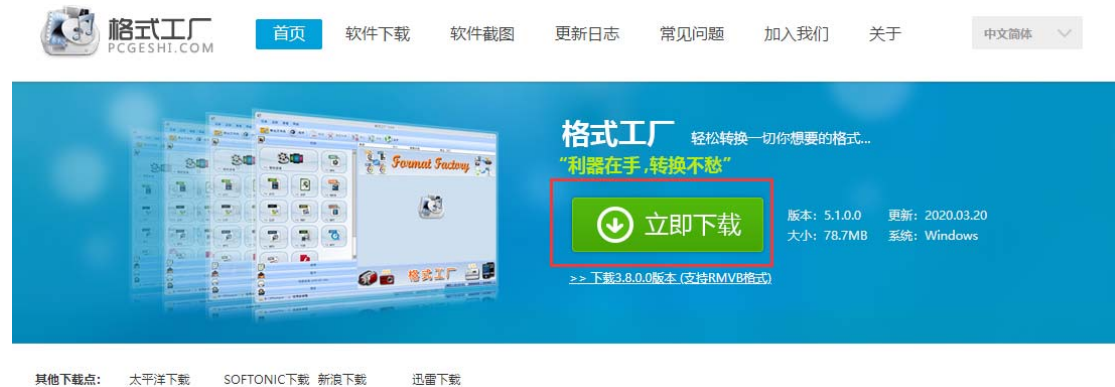 格式工厂
PCGESHI.COM
首页 软件下载 软件截图 更新日志 常见问题 加入我们 关于 中文简体
Format Factory
格式工厂
格式工厂 轻松转换一切你想要的格式...
“利器在手,转换不愁”
立即下载
版本: 5.1.0.0 更新: 2020.03.20
大小: 78.7MB 系统: Windows
>> 下载3.8.0.0版本 (支持RMVB格式)
其他下载点: 太平洋下载 SOFTONIC下载 新浪下载 迅雷下载